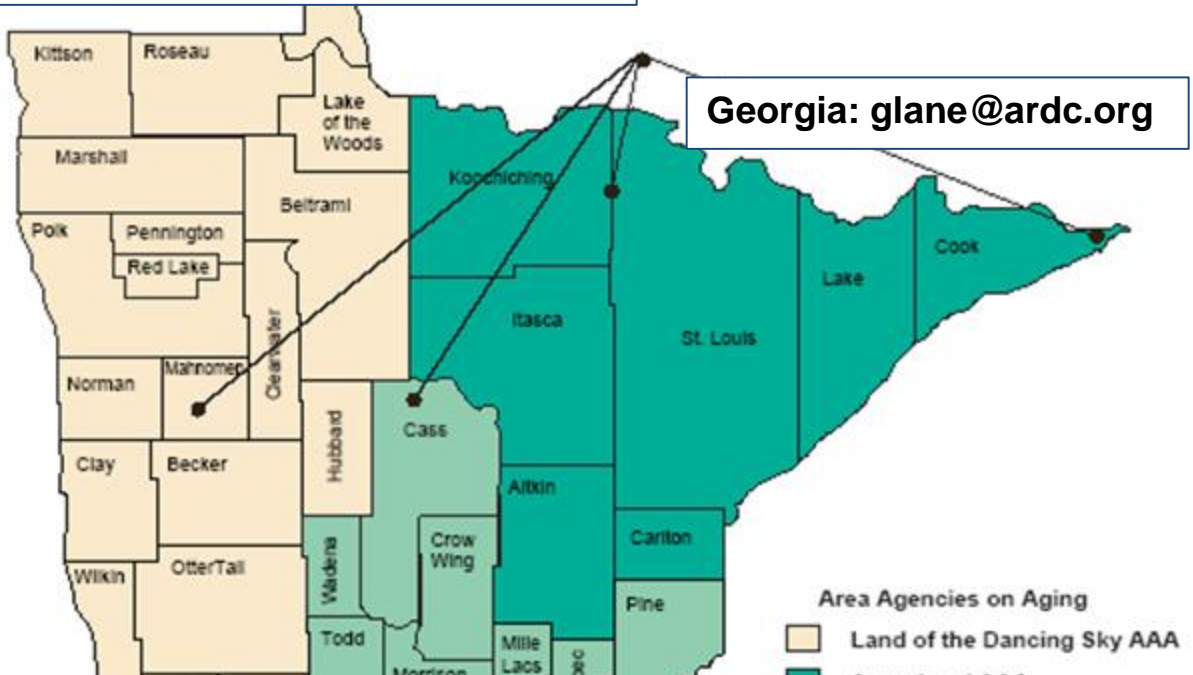 Georgia: glane@ardc.org
Kittson
Roseau
Lake
of the
Woods
Marshall
Koochiching
Beltrami
Polk
Pennington
Red Lake
Cook
Lake
Itasca
St. Louis
Clearwater
Mahnomen
Norman
Hubbard
Cass
Clay
Becker
Aitkin
Crow
Wing
Carlton
Wadena
OtterTail
Wilkin
Pine
Todd
Mille
Lacs
Morrison
Area Agencies on Aging
Land of the Dancing Sky AAA